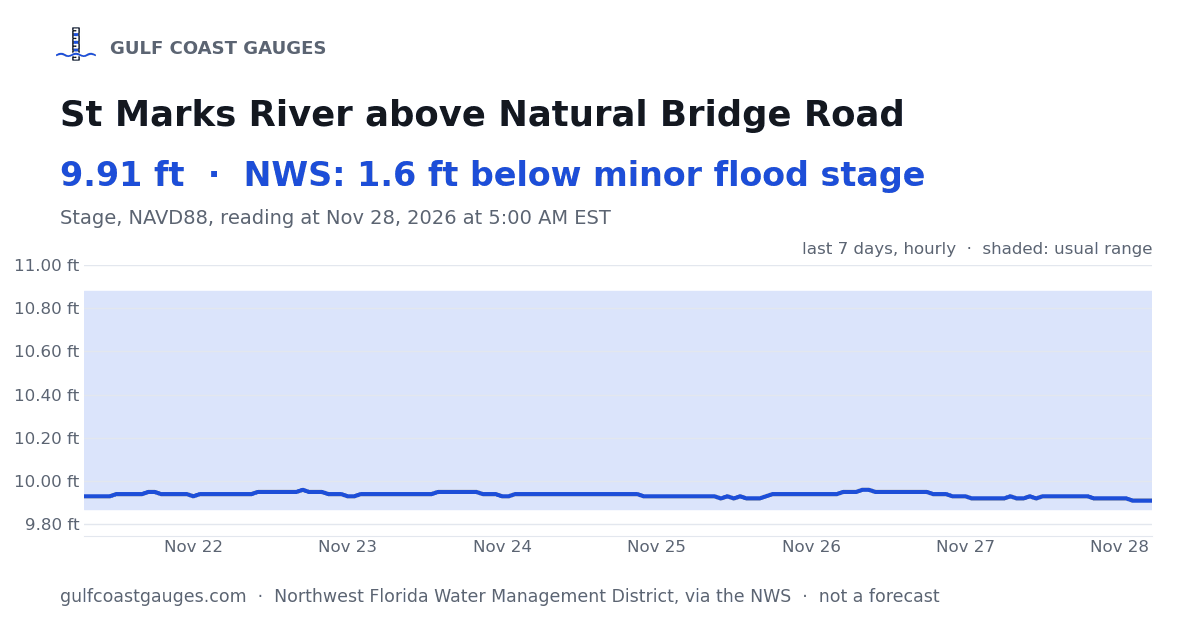 GULF COAST GAUGES
St Marks River above Natural Bridge Road
9.91 ft · NWS: 1.6 ft below minor flood stage
Stage, NAVD88, reading at Nov 28, 2026 at 5:00 AM EST
last 7 days, hourly · shaded: usual range
11.00 ft
10.80 ft
10.60 ft
10.40 ft
10.20 ft
10.00 ft
9.80 ft
Nov 22 Nov 23 Nov 24 Nov 25 Nov 26 Nov 27 Nov 28
gulfcoastgauges.com · Northwest Florida Water Management District, via the NWS · not a forecast